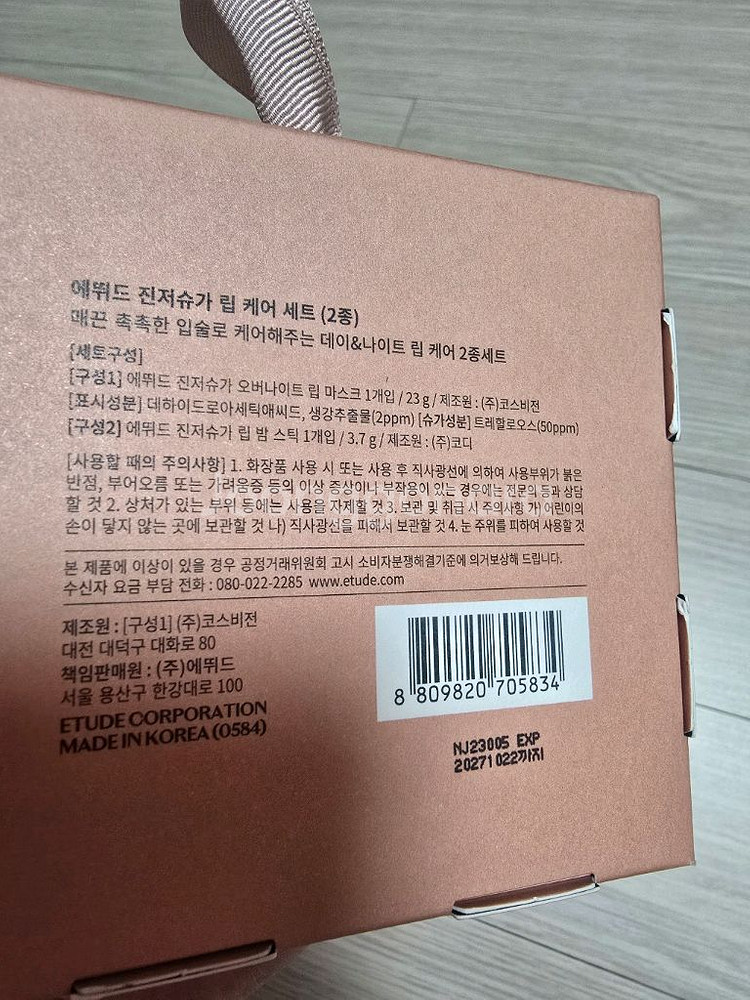 에뛰드 진저슈가 립 케어 세트 (2종)
매끈 촉촉한 입술로 케어해주는 데이&나이트 립 케어 2종세트
[세트구성]
[구성1] 에뛰드 진저슈가 오버나이트 립 마스크 1개입 / 23 g / 제조원 : (주)코스비전
[표시성분] 데하이드로아세틱애씨드, 생강추출물(2ppm) [슈가성분] 트레할로오스(50ppm)
[구성2] 에뛰드 진저슈가 립 밤 스틱 1개입 / 3.7 g / 제조원 : (주)코디
[사용할 때의 주의사항] 1. 화장품 사용 시 또는 사용 후 직사광선에 의하여 사용부위가 붉은
반점, 부어오름 또는 가려움증 등의 이상 증상이나 부작용이 있는 경우에는 전문의 등과 상담
할 것 2. 상처가 있는 부위 등에는 사용을 자제할 것 3. 보관 및 취급 시 주의사항 가) 어린이의
손이 닿지 않는 곳에 보관할 것 나) 직사광선을 피해서 보관할 것 4. 눈 주위를 피하여 사용할 것
본 제품에 이상이 있을 경우 공정거래위원회 고시 소비자분쟁해결기준에 의거보상해 드립니다.
수신자 요금 부담 전화 : 080-022-2285 www.etude.com
제조원 : [구성1] (주)코스비전
대전 대덕구 대화로 80
책임판매원 : (주)에뛰드
서울 용산구 한강대로 100
ETUDE CORPORATION
MADE IN KOREA (0584)
8 809820 705834
NJ23005 EXP
20271022까지